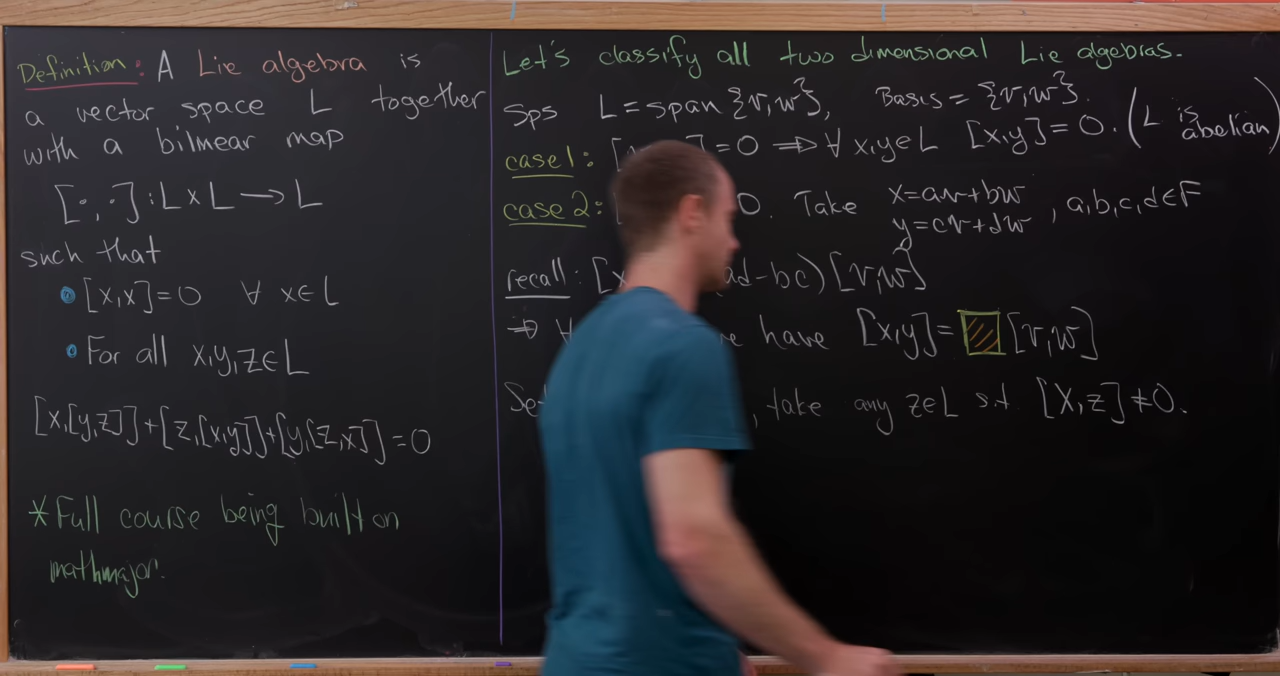 Definition: A Lie algebra is
a vector space L together
with a bilinear map
[·,·]: L x L → L
such that
[x,x]=0 ∀ x∈L
For all x,y,z∈L
[x,[y,z]]+[z,[x,y]]+[y,[z,x]]=0
*Full course being built on
mathmajor.
Let's classify all two dimensional Lie algebras.
Sps L=span{v,w}, Basis={v,w}.
case 1: [ ]=0 ⇒ ∀ x,y∈L [x,y]=0. (L is abelian)
case 2: [ 0. Take x=av+bw
y=cv+dw , a,b,c,d∈F
recall: [x ad-bc)[v,w]
⇒ ∀ have [x,y]= [v,w]
Set , take any z∈L s.t. [X,z]≠0.